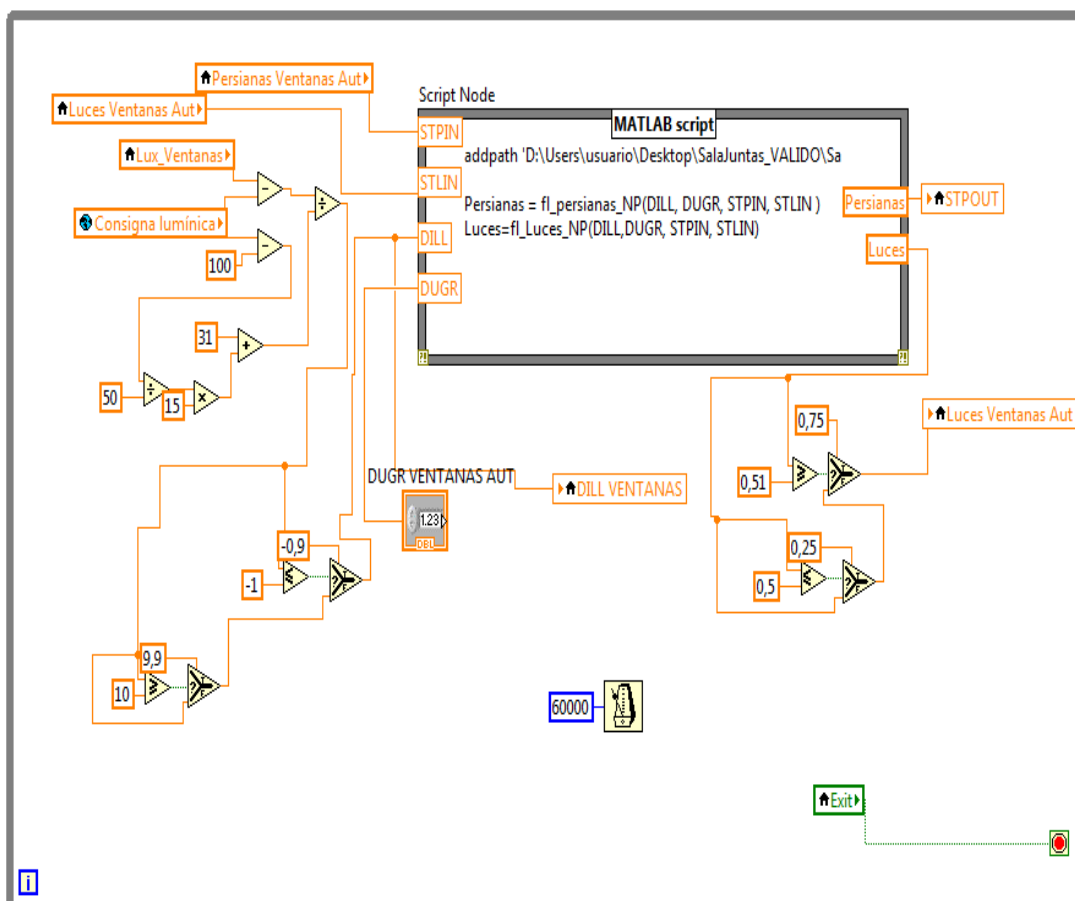 Persianas Ventanas Aut
Luces Ventanas Aut
Script Node
MATLAB script
STPIN
Lux_Ventanas
addpath 'D:\Users\usuario\Desktop\SalaJuntas_VALIDO\Sa
STLIN
Persianas = fl_persianas_NP(DILL, DUGR, STPIN, STLIN )
Persianas
STPOUT
Consigna lumínica
Luces=fl_Luces_NP(DILL,DUGR, STPIN, STLIN)
DILL
Luces
100
DUGR
31
50
15
0,75
Luces Ventanas Aut
DUGR VENTANAS AUT
0,51
DILL VENTANAS
1.23
DBL
-0,9
0,25
-1
0,5
9,9
10
60000
Exit
i